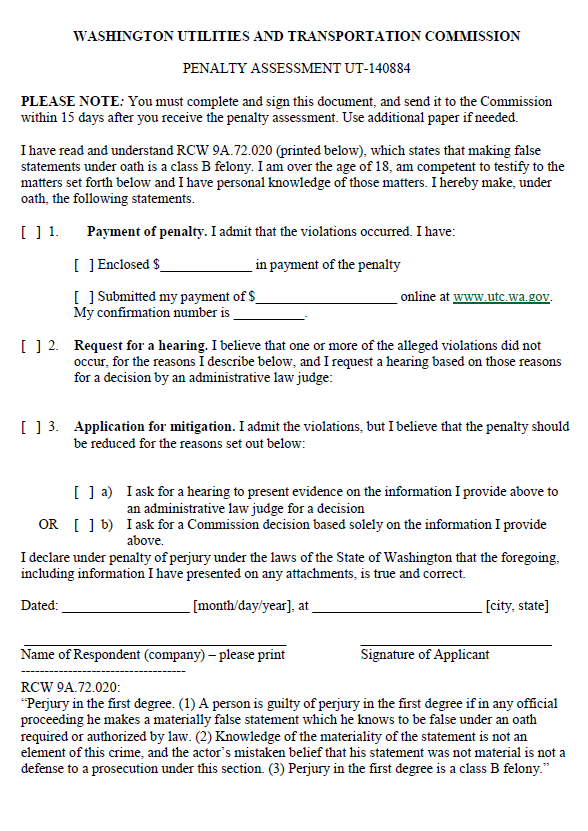 WASHINGTON UTILITIES AND TRANSPORTATION COMMISSION
PENALTY ASSESSMENT UT-140884
PLEASE NOTE: You must complete and sign this document, and send it to the Commission
within 15 days after you receive the penalty assessment. Use additional paper if needed.
I have read and understand RCW 9A.72.020 (printed below), which states that making false
statements under oath is a class B felony. I am over the age of 18, am competent to testify to the
matters set forth below and I have personal knowledge of those matters. I hereby make, under
oath, the following statements.
[ ] 1. Payment of penalty. I admit that the violations occurred. I have:
[ ] Enclosed $______________ in payment of the penalty
[ ] Submitted my payment of $_____________________ online at www.utc.wa.gov.
My confirmation number is ___________.
[ ] 2. Request for a hearing. I believe that one or more of the alleged violations did not
occur, for the reasons I describe below, and I request a hearing based on those reasons
for a decision by an administrative law judge:
[ ] 3. Application for mitigation. I admit the violations, but I believe that the penalty should
be reduced for the reasons set out below:
[ ] a) I ask for a hearing to present evidence on the information I provide above to
an administrative law judge for a decision
OR [ ] b) I ask for a Commission decision based solely on the information I provide
above.
I declare under penalty of perjury under the laws of the State of Washington that the foregoing,
including information I have presented on any attachments, is true and correct.
Dated: ____________________ [month/day/year], at __________________________ [city, state]
________________________________________ _____________________________
Name of Respondent (company) – please print Signature of Applicant
-----------------------------------
RCW 9A.72.020:
“Perjury in the first degree. (1) A person is guilty of perjury in the first degree if in any official
proceeding he makes a materially false statement which he knows to be false under an oath
required or authorized by law. (2) Knowledge of the materiality of the statement is not an
element of this crime, and the actor’s mistaken belief that his statement was not material is not a
defense to a prosecution under this section. (3) Perjury in the first degree is a class B felony.”